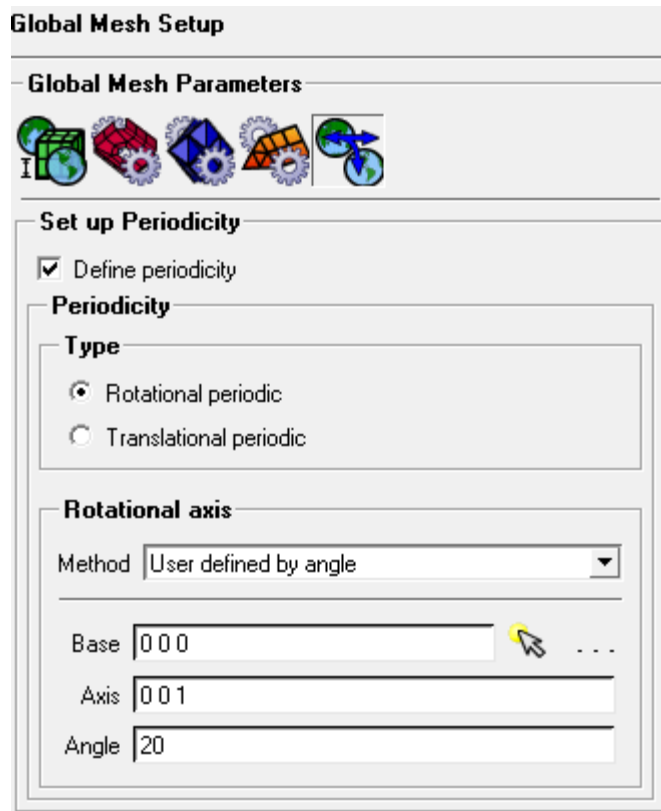 Global Mesh Setup
Global Mesh Parameters
Set up Periodicity
Define periodicity
Periodicity
Type
Rotational periodic
Translational periodic
Rotational axis
Method User defined by angle
Base 0 0 0 ...
Axis 0 0 1
Angle 20